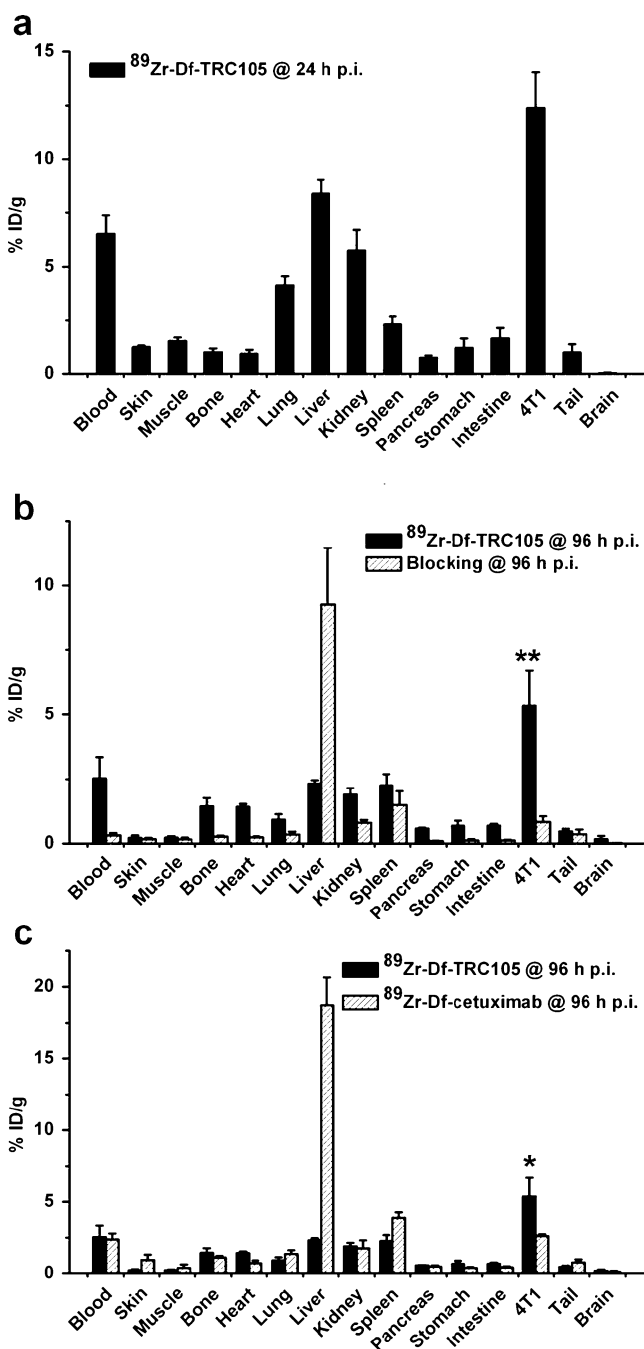 a
⁸⁹Zr-Df-TRC105 @ 24 h p.i.
15
10
5
0
% ID/g
Blood Skin Muscle Bone Heart Lung Liver Kidney Spleen Pancreas Stomach Intestine 4T1 Tail Brain
b
⁸⁹Zr-Df-TRC105 @ 96 h p.i.
Blocking @ 96 h p.i.
10
5
0
% ID/g
**
Blood Skin Muscle Bone Heart Lung Liver Kidney Spleen Pancreas Stomach Intestine 4T1 Tail Brain
c
⁸⁹Zr-Df-TRC105 @ 96 h p.i.
⁸⁹Zr-Df-cetuximab @ 96 h p.i.
20
15
10
5
0
% ID/g
*
Blood Skin Muscle Bone Heart Lung Liver Kidney Spleen Pancreas Stomach Intestine 4T1 Tail Brain